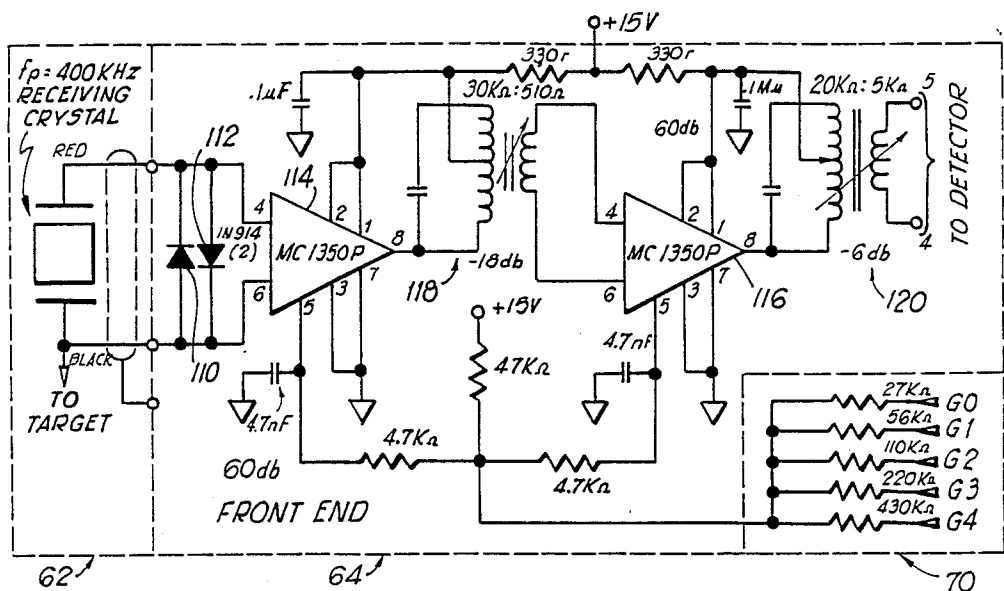 +15V
330r
330r
fp=400KHz
RECEIVING
CRYSTAL
.1µF
30KΩ:510Ω
.1Mµ
20KΩ:5KΩ
5
60db
112
RED
114
TO DETECTOR
4
2
1
1N914
(2)
MC1350P
8
-18db
118
6
5
3
7
4
2
1
MC1350P
8
-6db
116
120
6
5
3
7
4
+15V
BLACK
110
4.7nF
47KΩ
4.7nF
TO
TARGET
27KΩ G0
56KΩ G1
110KΩ G2
220KΩ G3
430KΩ G4
4.7KΩ
4.7KΩ
60db
FRONT END
62
64
70